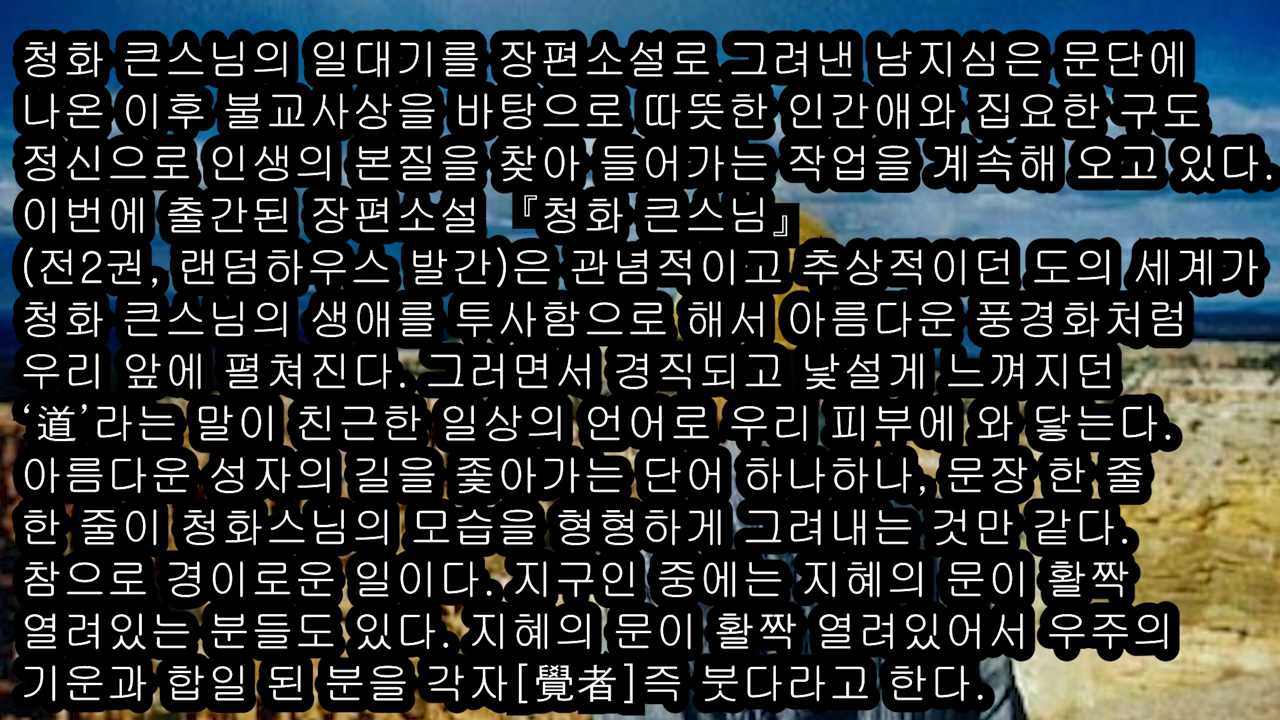 청화 큰스님의 일대기를 장편소설로 그려낸 남지심은 문단에
나온 이후 불교사상을 바탕으로 따뜻한 인간애와 집요한 구도
정신으로 인생의 본질을 찾아 들어가는 작업을 계속해 오고 있다.
이번에 출간된 장편소설 『청화 큰스님』
(전2권, 랜덤하우스 발간)은 관념적이고 추상적이던 도의 세계가
청화 큰스님의 생애를 투사함으로 해서 아름다운 풍경화처럼
우리 앞에 펼쳐진다. 그러면서 경직되고 낯설게 느껴지던
‘道’라는 말이 친근한 일상의 언어로 우리 피부에 와 닿는다.
아름다운 성자의 길을 좇아가는 단어 하나하나, 문장 한 줄
한 줄이 청화스님의 모습을 형형하게 그려내는 것만 같다.
참으로 경이로운 일이다. 지구인 중에는 지혜의 문이 활짝
열려있는 분들도 있다. 지혜의 문이 활짝 열려있어서 우주의
기운과 합일 된 분을 각자[覺者]즉 붓다라고 한다.